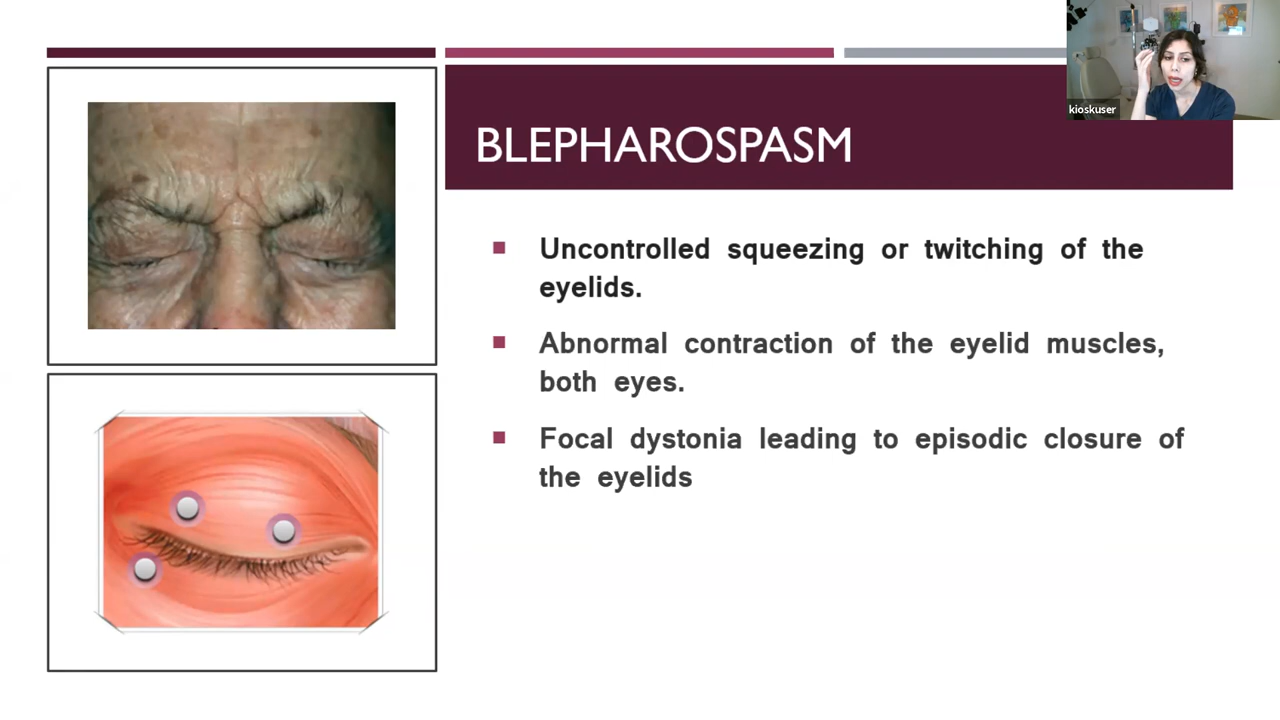 kioskuser
BLEPHAROSPASM
Uncontrolled squeezing or twitching of the
eyelids.
Abnormal contraction of the eyelid muscles,
both eyes.
Focal dystonia leading to episodic closure of
the eyelids